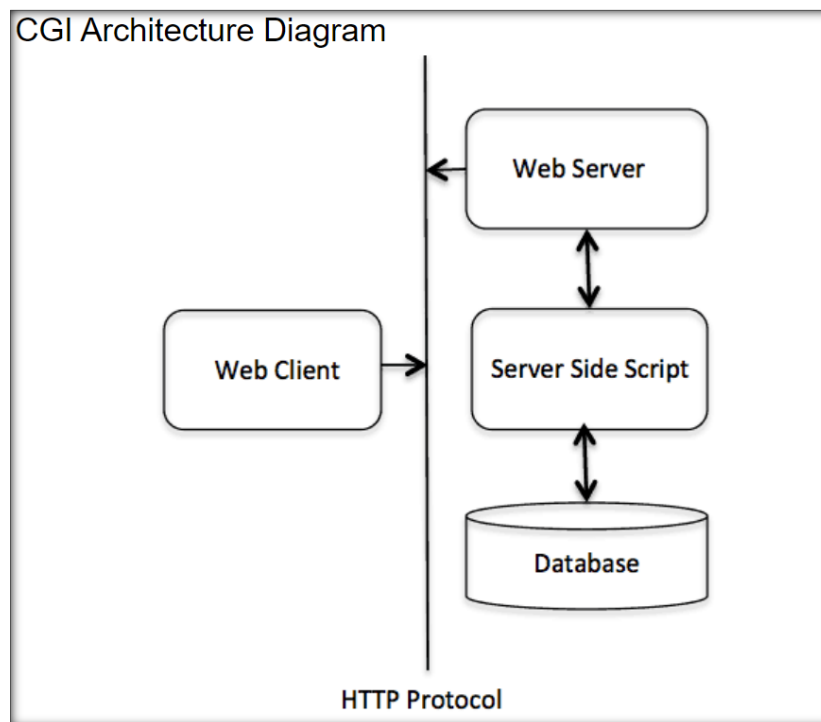 CGI Architecture Diagram
Web Server
Web Client
Server Side Script
Database
HTTP Protocol